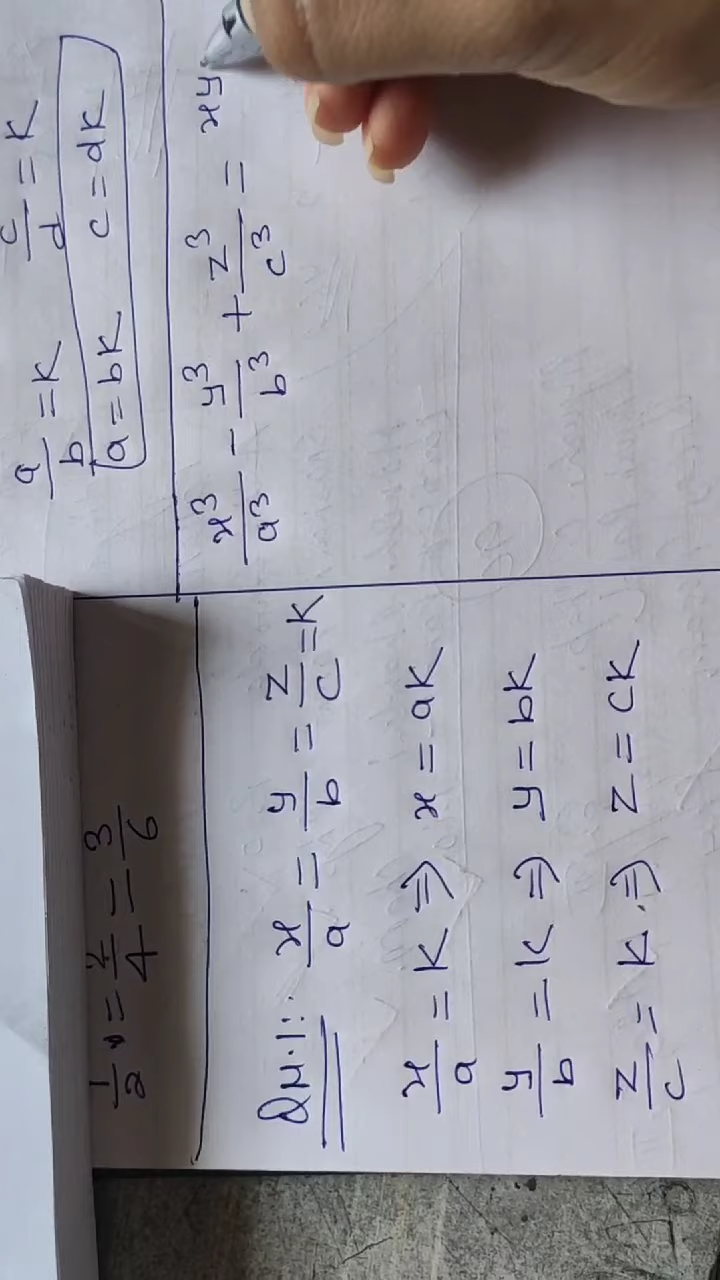 1/2 = 2/4 = 3/6
Qu.1:. x/a = y/b = z/c = K
x/a = K ⇒ x = aK
y/b = K ⇒ y = bK
z/c = K ⇒ z = cK
a/b = K c/d = K
a = bK c = dK
x³/a³ - y³/b³ + z³/c³ = xy